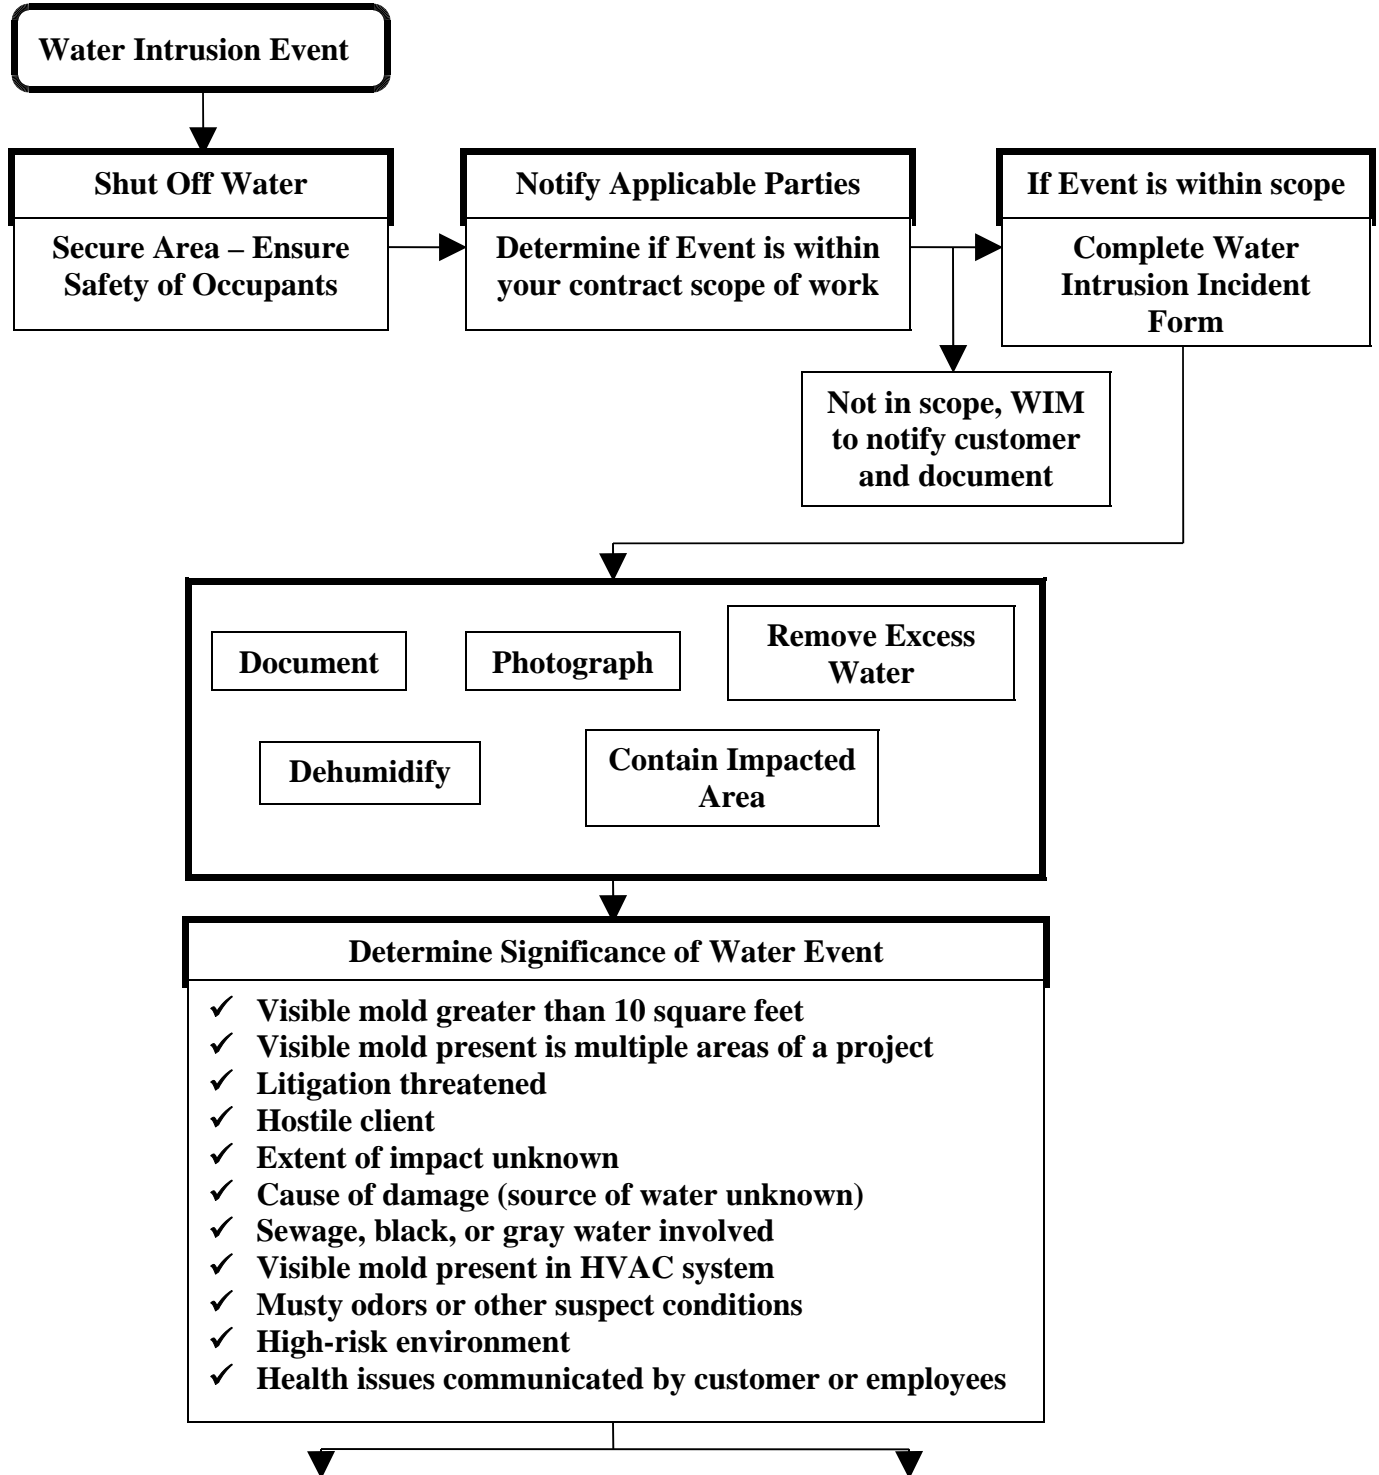 Water Intrusion Event
Shut Off Water
Secure Area – Ensure
Safety of Occupants
Notify Applicable Parties
Determine if Event is within
your contract scope of work
If Event is within scope
Complete Water
Intrusion Incident
Form
Not in scope, WIM
to notify customer
and document
Document
Photograph
Remove Excess
Water
Dehumidify
Contain Impacted
Area
Determine Significance of Water Event
✓ Visible mold greater than 10 square feet
✓ Visible mold present is multiple areas of a project
✓ Litigation threatened
✓ Hostile client
✓ Extent of impact unknown
✓ Cause of damage (source of water unknown)
✓ Sewage, black, or gray water involved
✓ Visible mold present in HVAC system
✓ Musty odors or other suspect conditions
✓ High-risk environment
✓ Health issues communicated by customer or employees